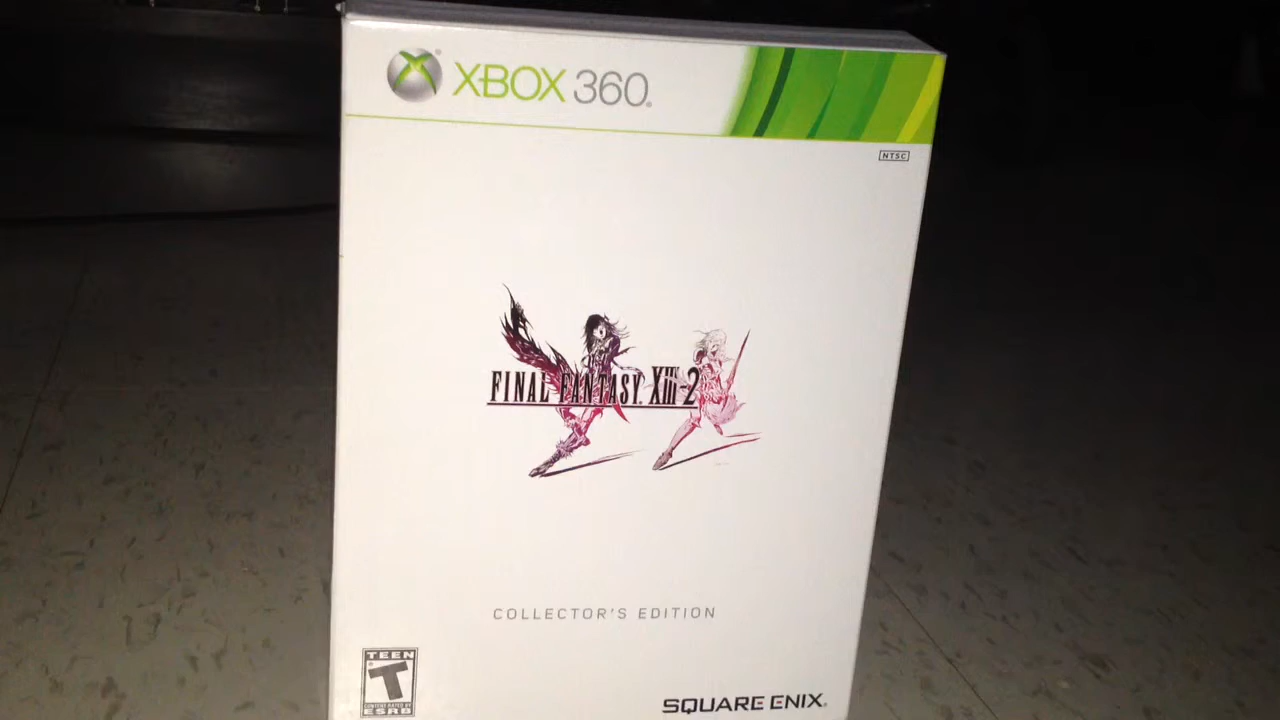 XBOX 360®
NTSC
FINAL FANTASY® XIII-2
COLLECTOR'S EDITION
TEEN
T
CONTENT RATED BY
ESRB
SQUARE ENIX®